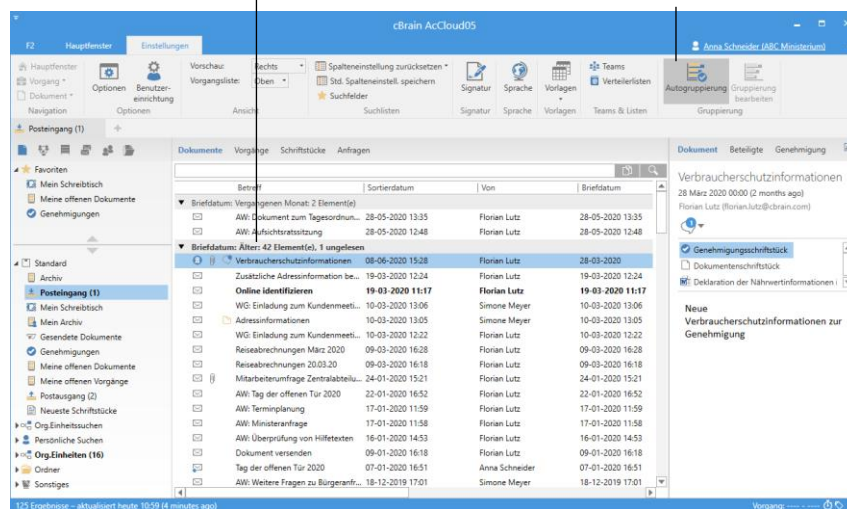 cBrain AcCloud05
F2 Hauptfenster Einstellungen
Anna Schneider (ABC Ministerium)
Hauptfenster
Vorgang
Dokument
Navigation
Optionen
Benutzer-
einrichtung
Optionen
Vorschau: Rechts
Vorgangsliste: Oben
Ansicht
Spalteneinstellung zurücksetzen
Std. Spalteneinstell. speichern
Suchfelder
Suchlisten
Signatur
Signatur
Sprache
Sprache
Vorlagen
Vorlagen
Teams
Verteilerlisten
Teams & Listen
Autogruppierung
Gruppierung
bearbeiten
Gruppierung
Posteingang (1) +
Favoriten
Mein Schreibtisch
Meine offenen Dokumente
Genehmigungen
Standard
Archiv
Posteingang (1)
Mein Schreibtisch
Mein Archiv
Gesendete Dokumente
Genehmigungen
Meine offenen Dokumente
Meine offenen Vorgänge
Postausgang (2)
Neueste Schriftstücke
Org.Einheitssuchen
Persönliche Suchen
Org.Einheiten (16)
Ordner
Sonstiges
Dokumente Vorgänge Schriftstücke Anfragen
Betreff Sortierdatum Von Briefdatum
Briefdatum: Vergangenen Monat: 2 Element(e)
AW: Dokument zum Tagesordnun... 28-05-2020 13:35 Florian Lutz 28-05-2020 13:35
AW: Aufsichtsratssitzung 28-05-2020 12:48 Florian Lutz 28-05-2020 12:48
Briefdatum: Älter: 42 Element(e), 1 ungelesen
Verbraucherschutzinformationen 08-06-2020 15:28 Florian Lutz 28-03-2020
Zusätzliche Adressinformation be... 19-03-2020 12:24 Florian Lutz 19-03-2020 12:24
Online identifizieren 19-03-2020 11:17 Florian Lutz 19-03-2020 11:17
WG: Einladung zum Kundenmeeti... 10-03-2020 13:06 Simone Meyer 10-03-2020 13:06
Adressinformationen 10-03-2020 13:05 Simone Meyer 10-03-2020 13:05
WG: Einladung zum Kundenmeeti... 10-03-2020 12:22 Florian Lutz 10-03-2020 12:22
Reiseabrechnungen März 2020 09-03-2020 16:28 Florian Lutz 09-03-2020 16:28
Reiseabrechnungen 20.03.20 09-03-2020 16:18 Florian Lutz 09-03-2020 16:18
Mitarbeiterumfrage Zentralabteilu... 24-01-2020 15:21 Florian Lutz 24-01-2020 15:21
AW: Tag der offenen Tür 2020 22-01-2020 16:52 Florian Lutz 22-01-2020 16:52
AW: Terminplanung 17-01-2020 11:59 Florian Lutz 17-01-2020 11:59
AW: Ministeranfrage 17-01-2020 11:58 Florian Lutz 17-01-2020 11:58
AW: Überprüfung von Hilfetexten 16-01-2020 14:53 Florian Lutz 16-01-2020 14:53
Dokument versenden 09-01-2020 16:18 Florian Lutz 09-01-2020 16:18
Tag der offenen Tür 2020 07-01-2020 16:51 Anna Schneider 07-01-2020 16:51
AW: Weitere Fragen zu Bürgeranfr... 18-12-2019 17:01 Simone Meyer 18-12-2019 17:01
Dokument Beteiligte Genehmigung
Verbraucherschutzinformationen
28 März 2020 00:00 (2 months ago)
Florian Lutz (florian.lutz@cbrain.com)
Genehmigungsschriftstück
Dokumentenschriftstück
Deklaration der Nährwertinformationen i
Neue
Verbraucherschutzinformationen zur
Genehmigung
125 Ergebnisse – aktualisiert heute 10:59 (4 minutes ago)
Vorgang: ---- - ----